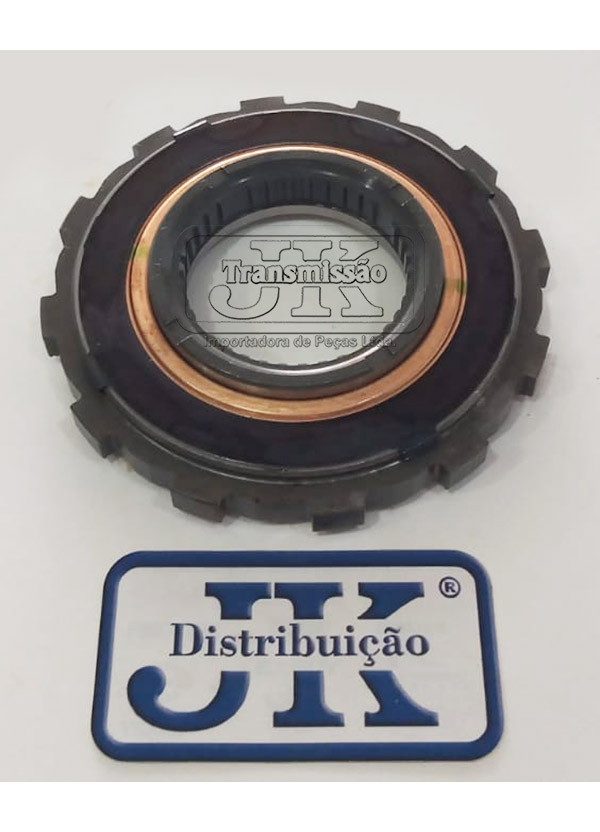 JK
Transmissão
Importadora de Peças Ltda.
JK ®
Distribuição